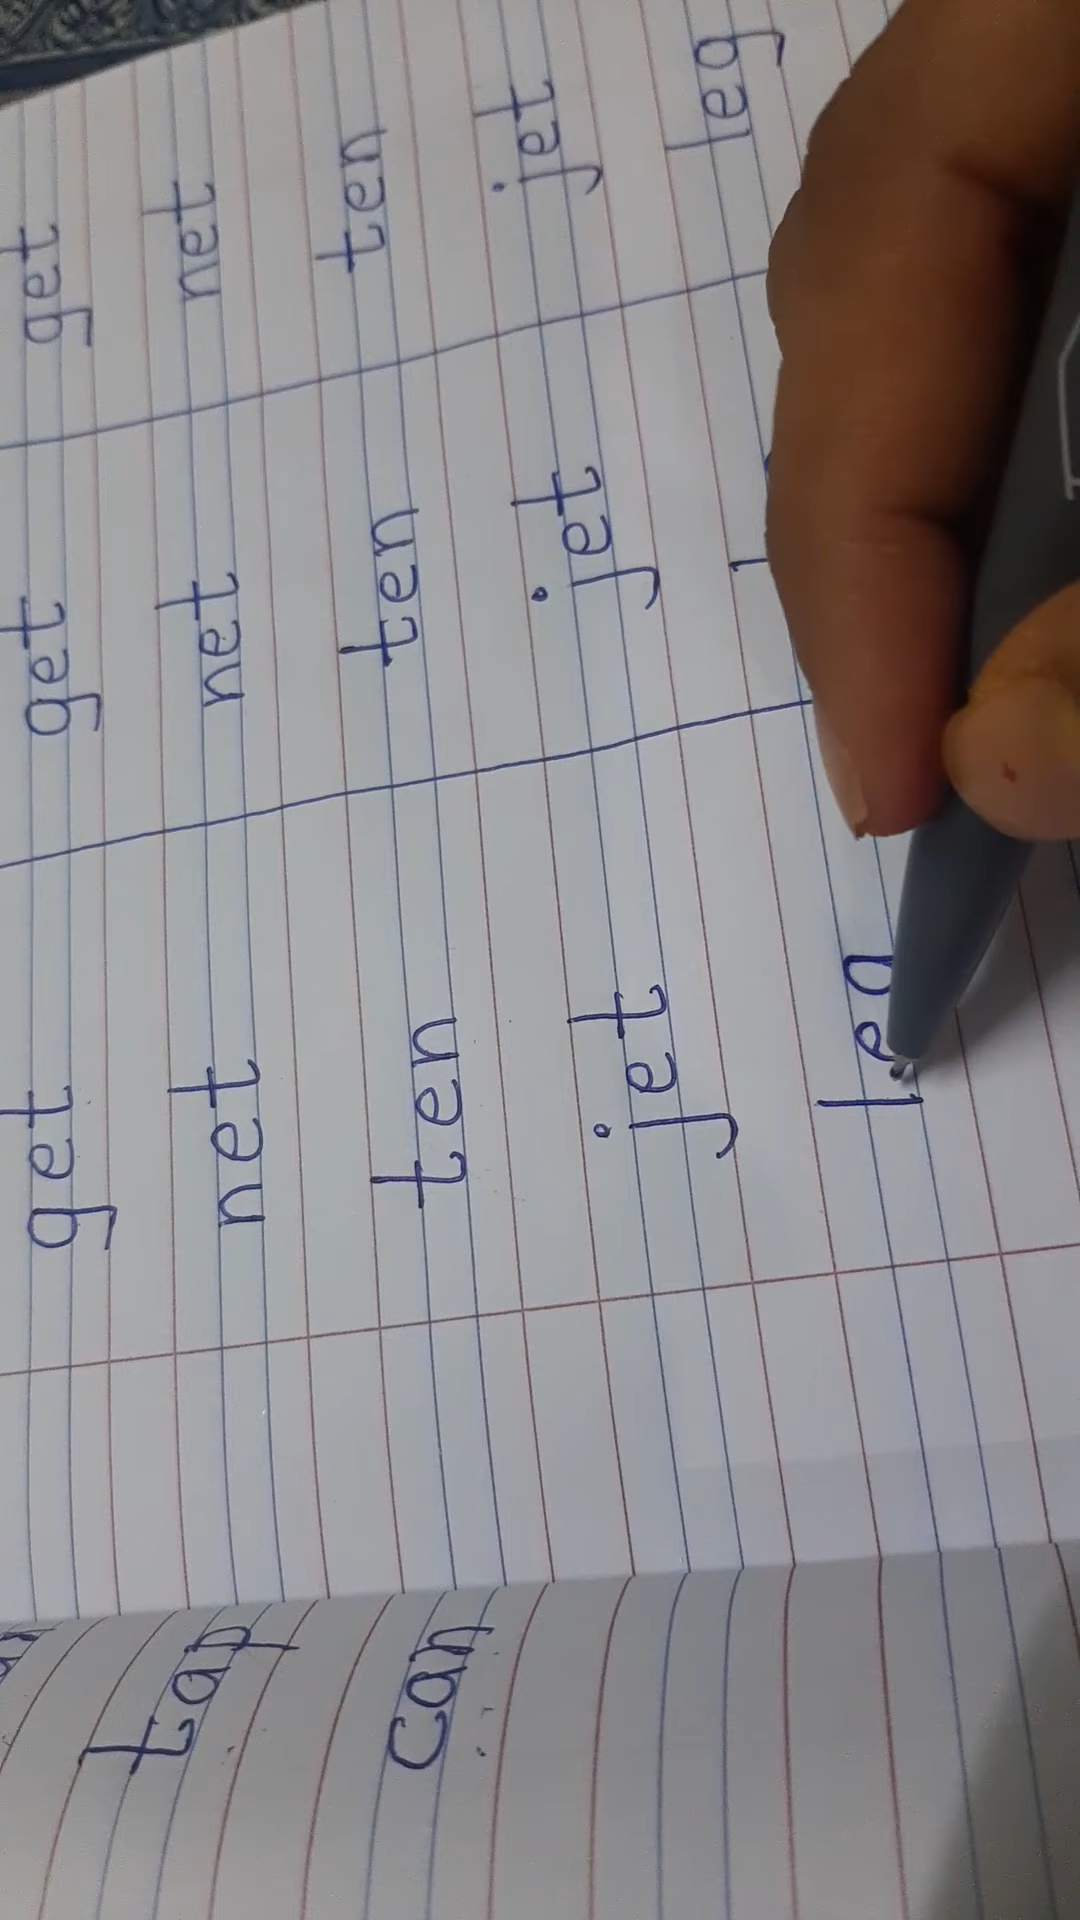 tap
can
get get get
net net net
ten ten ten
jet jet jet
leg